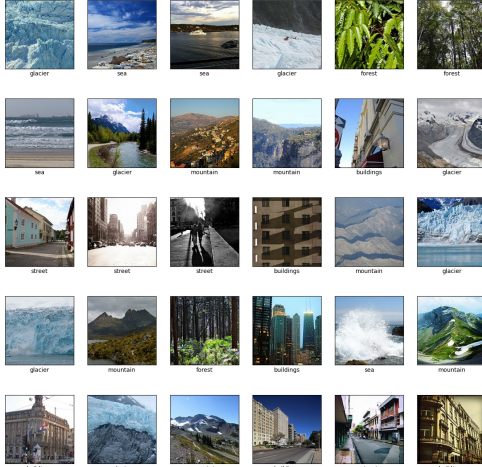 glacier sea sea glacier forest forest
sea glacier mountain mountain buildings glacier
street street street buildings mountain glacier
glacier mountain forest buildings sea mountain